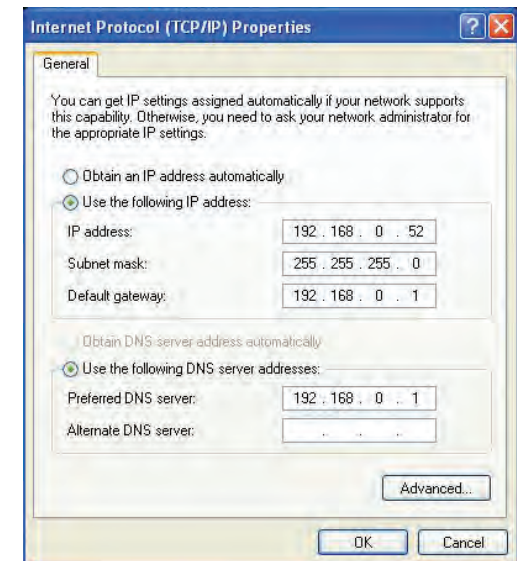 Internet Protocol (TCP/IP) Properties
General
You can get IP settings assigned automatically if your network supports
this capability. Otherwise, you need to ask your network administrator for
the appropriate IP settings.
Obtain an IP address automatically
Use the following IP address:
IP address: 192 . 168 . 0 . 52
Subnet mask: 255 . 255 . 255 . 0
Default gateway: 192 . 168 . 0 . 1
Obtain DNS server address automatically
Use the following DNS server addresses:
Preferred DNS server: 192 . 168 . 0 . 1
Alternate DNS server: . . .
Advanced...
OK Cancel